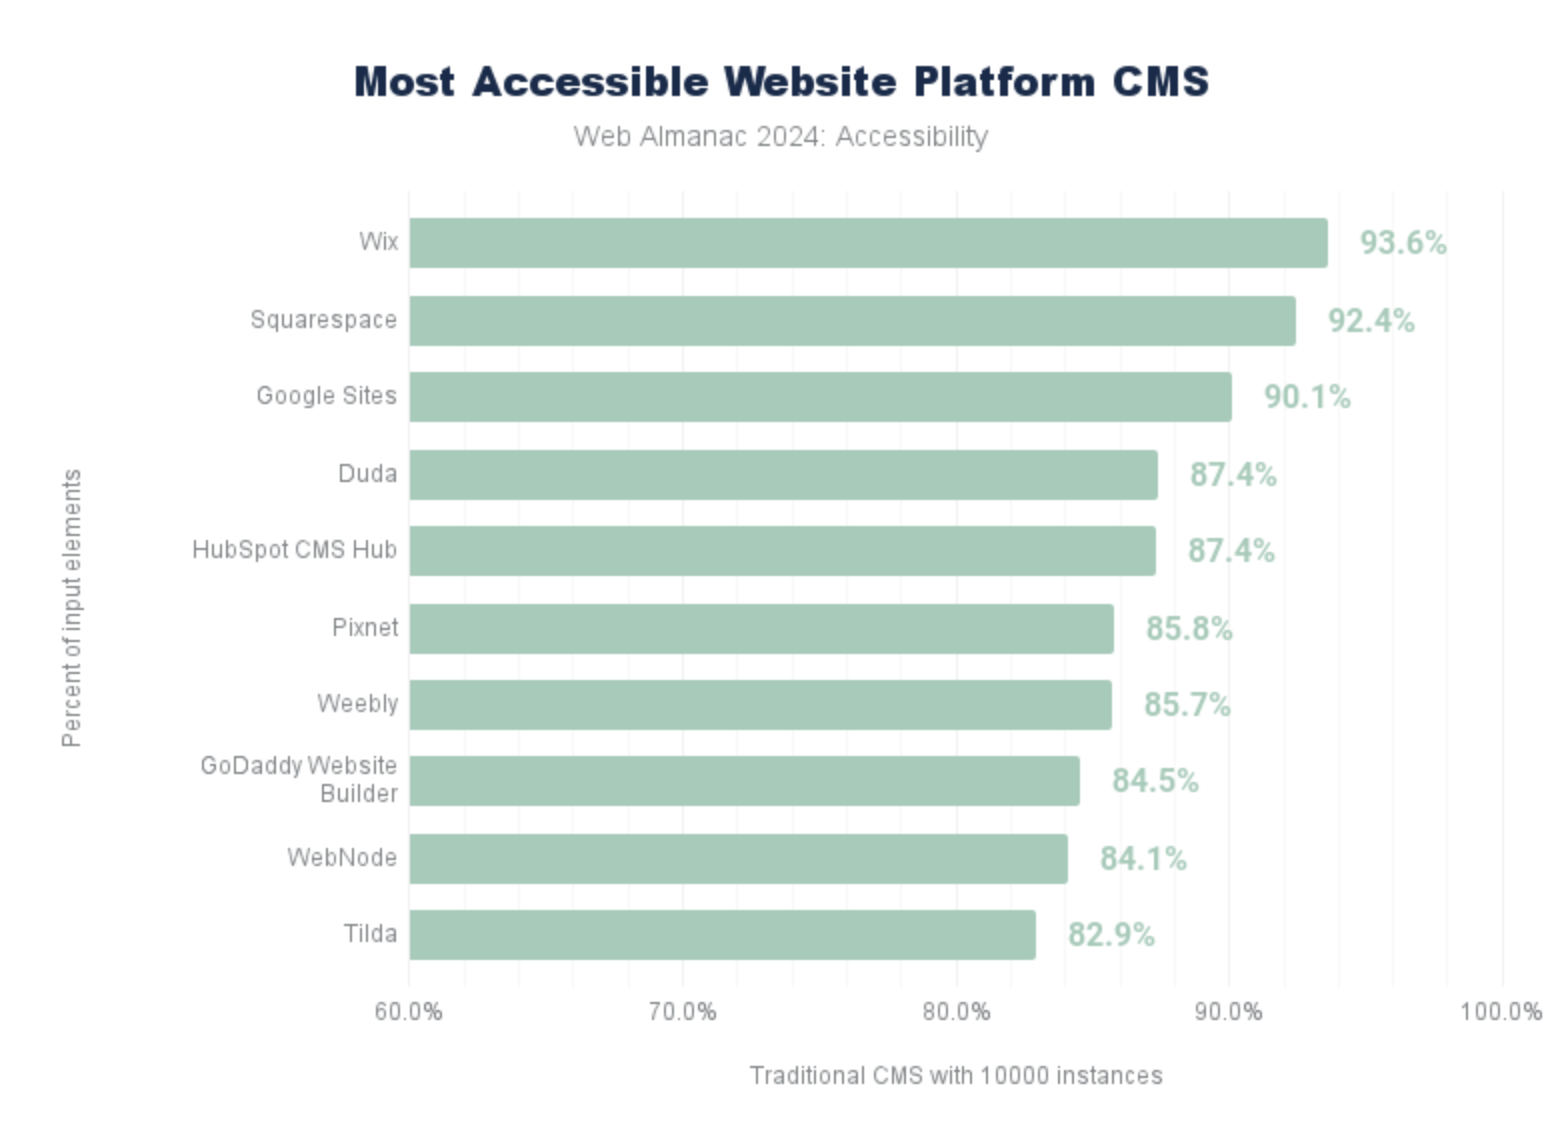 Most Accessible Website Platform CMS
Web Almanac 2024: Accessibility
Percent of input elements
Wix 93.6%
Squarespace 92.4%
Google Sites 90.1%
Duda 87.4%
HubSpot CMS Hub 87.4%
Pixnet 85.8%
Weebly 85.7%
GoDaddy Website
Builder 84.5%
WebNode 84.1%
Tilda 82.9%
60.0% 70.0% 80.0% 90.0% 100.0%
Traditional CMS with 10000 instances